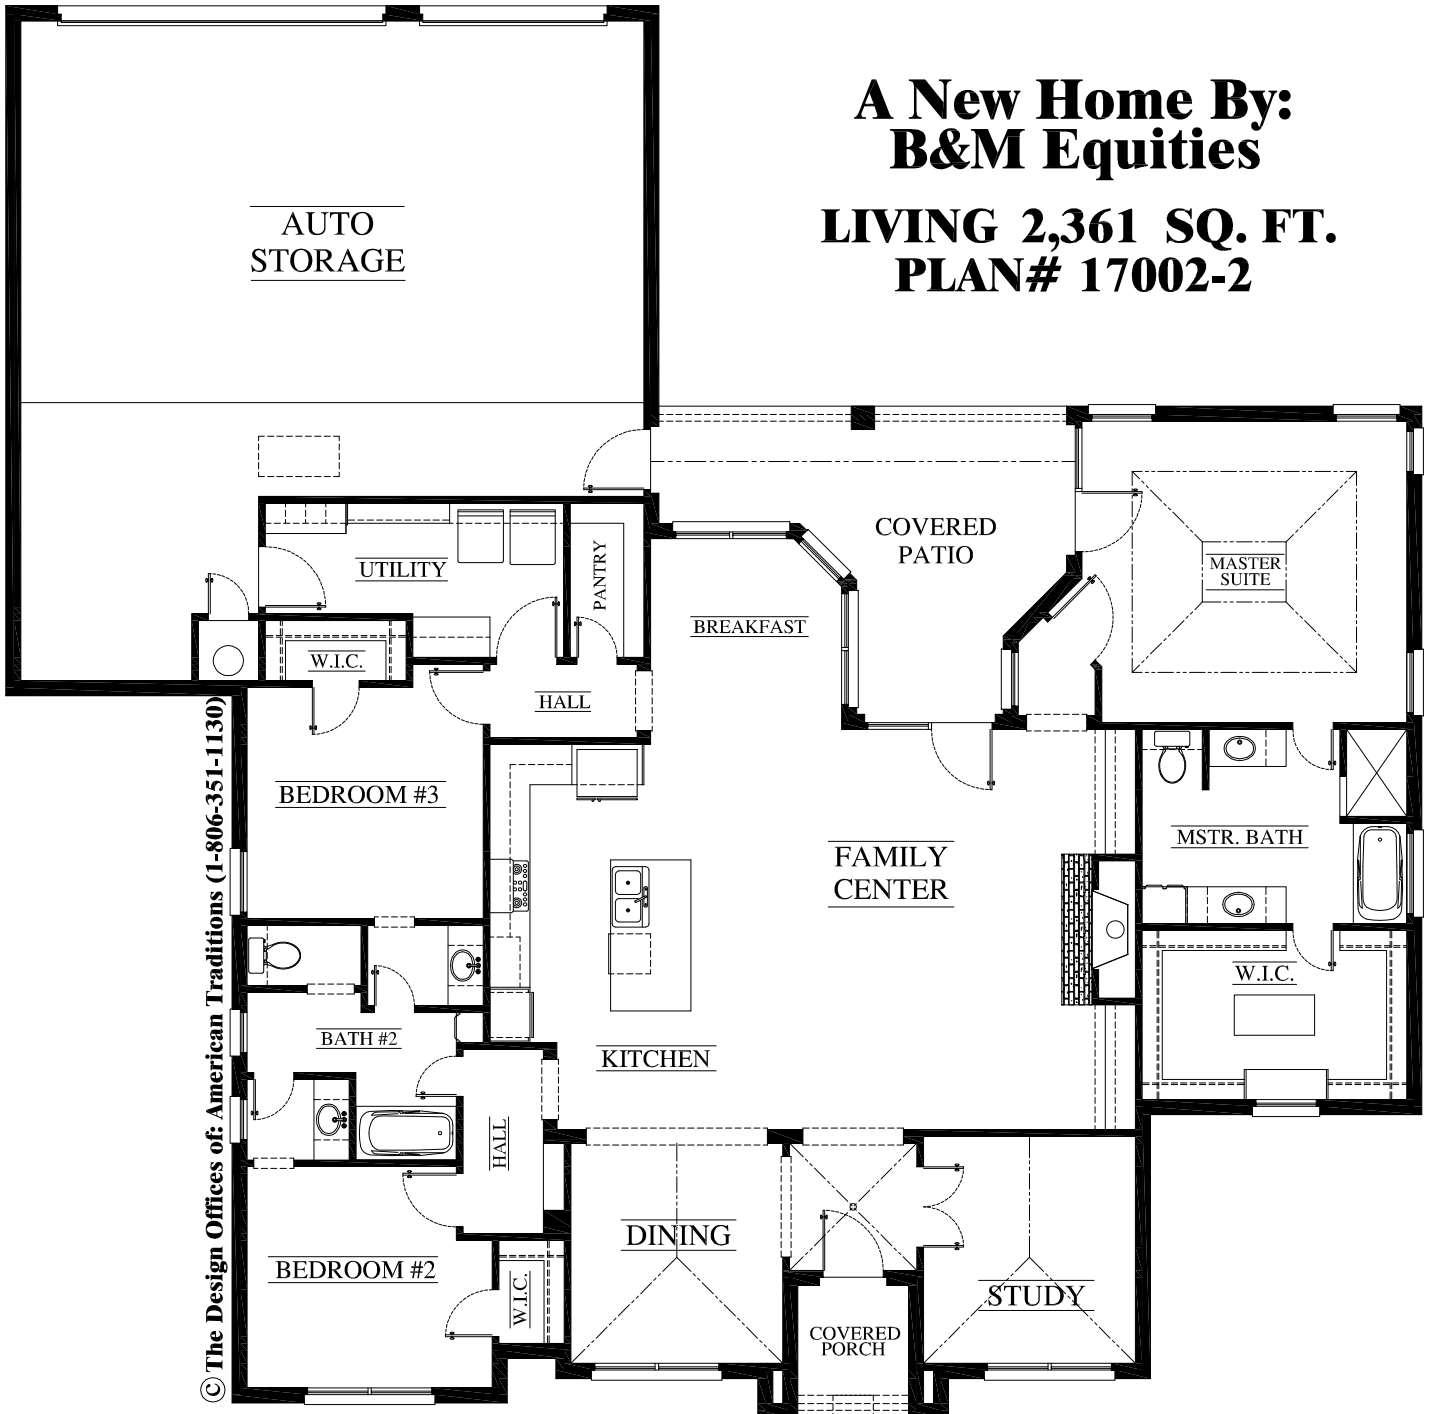 A New Home By:
B&M Equities
LIVING 2,361 SQ. FT.
PLAN# 17002-2
AUTO
STORAGE
COVERED
PATIO
MASTER
SUITE
UTILITY
PANTRY
BREAKFAST
W.I.C.
HALL
BEDROOM #3
FAMILY
CENTER
MSTR. BATH
W.I.C.
BATH #2
KITCHEN
HALL
DINING
BEDROOM #2
W.I.C.
STUDY
COVERED
PORCH
© The Design Offices of: American Traditions (1-806-351-1130)